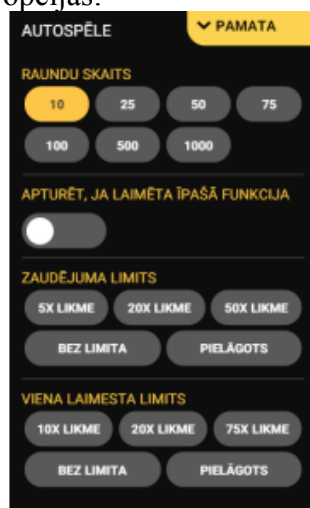 opcijas:
AUTOSPĒLE PAMATA
RAUNDU SKAITS
10 25 50 75
100 500 1000
APTURĒT, JA LAIMĒTA ĪPAŠĀ FUNKCIJA
ZAUDĒJUMA LIMITS
5X LIKME 20X LIKME 50X LIKME
BEZ LIMITA PIELĀGOTS
VIENA LAIMESTA LIMITS
10X LIKME 20X LIKME 75X LIKME
BEZ LIMITA PIELĀGOTS